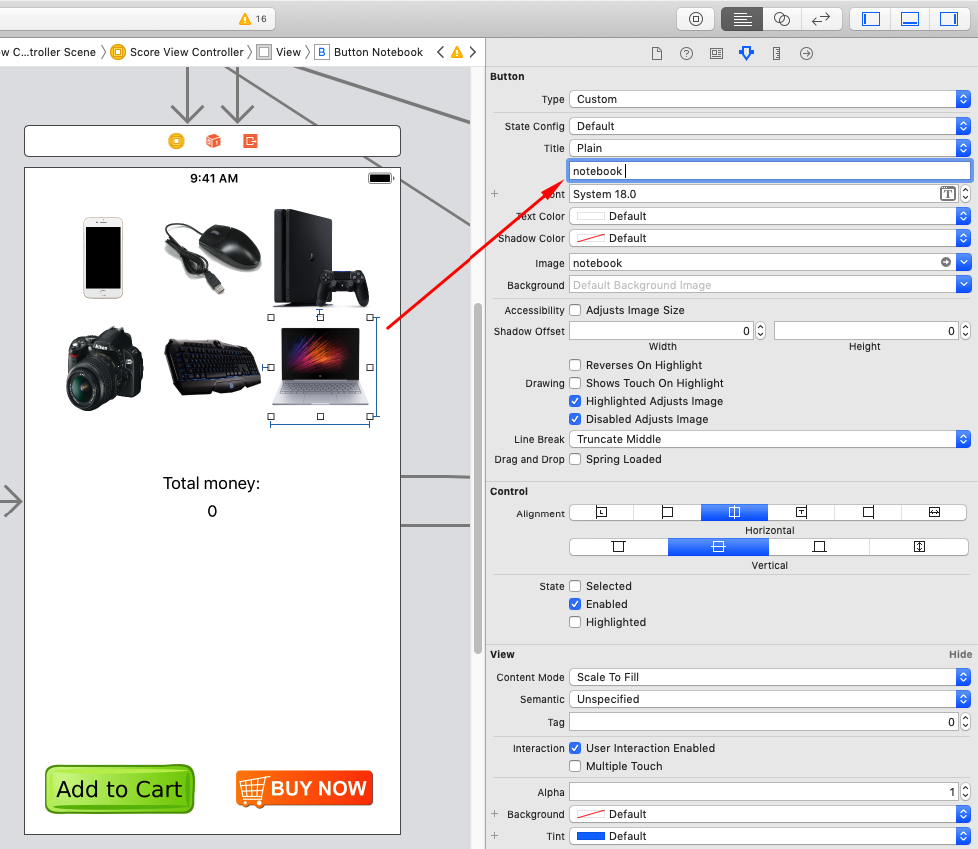 16
w C...troller Scene
Score View Controller
View
B
Button Notebook
9:41 AM
Total money:
0
Add to Cart
BUY NOW
Button
Type
Custom
State Config
Default
Title
Plain
notebook
ont
System 18.0
T
Text Color
Default
Shadow Color
Default
Image
notebook
Background
Default Background Image
Accessibility
Adjusts Image Size
Shadow Offset
0
0
Width
Height
Reverses On Highlight
Drawing
Shows Touch On Highlight
Highlighted Adjusts Image
Disabled Adjusts Image
Line Break
Truncate Middle
Drag and Drop
Spring Loaded
Control
Alignment
L
T
Horizontal
Vertical
State
Selected
Enabled
Highlighted
View
Hide
Content Mode
Scale To Fill
Semantic
Unspecified
Tag
0
Interaction
User Interaction Enabled
Multiple Touch
Alpha
1
Background
Default
Tint
Default